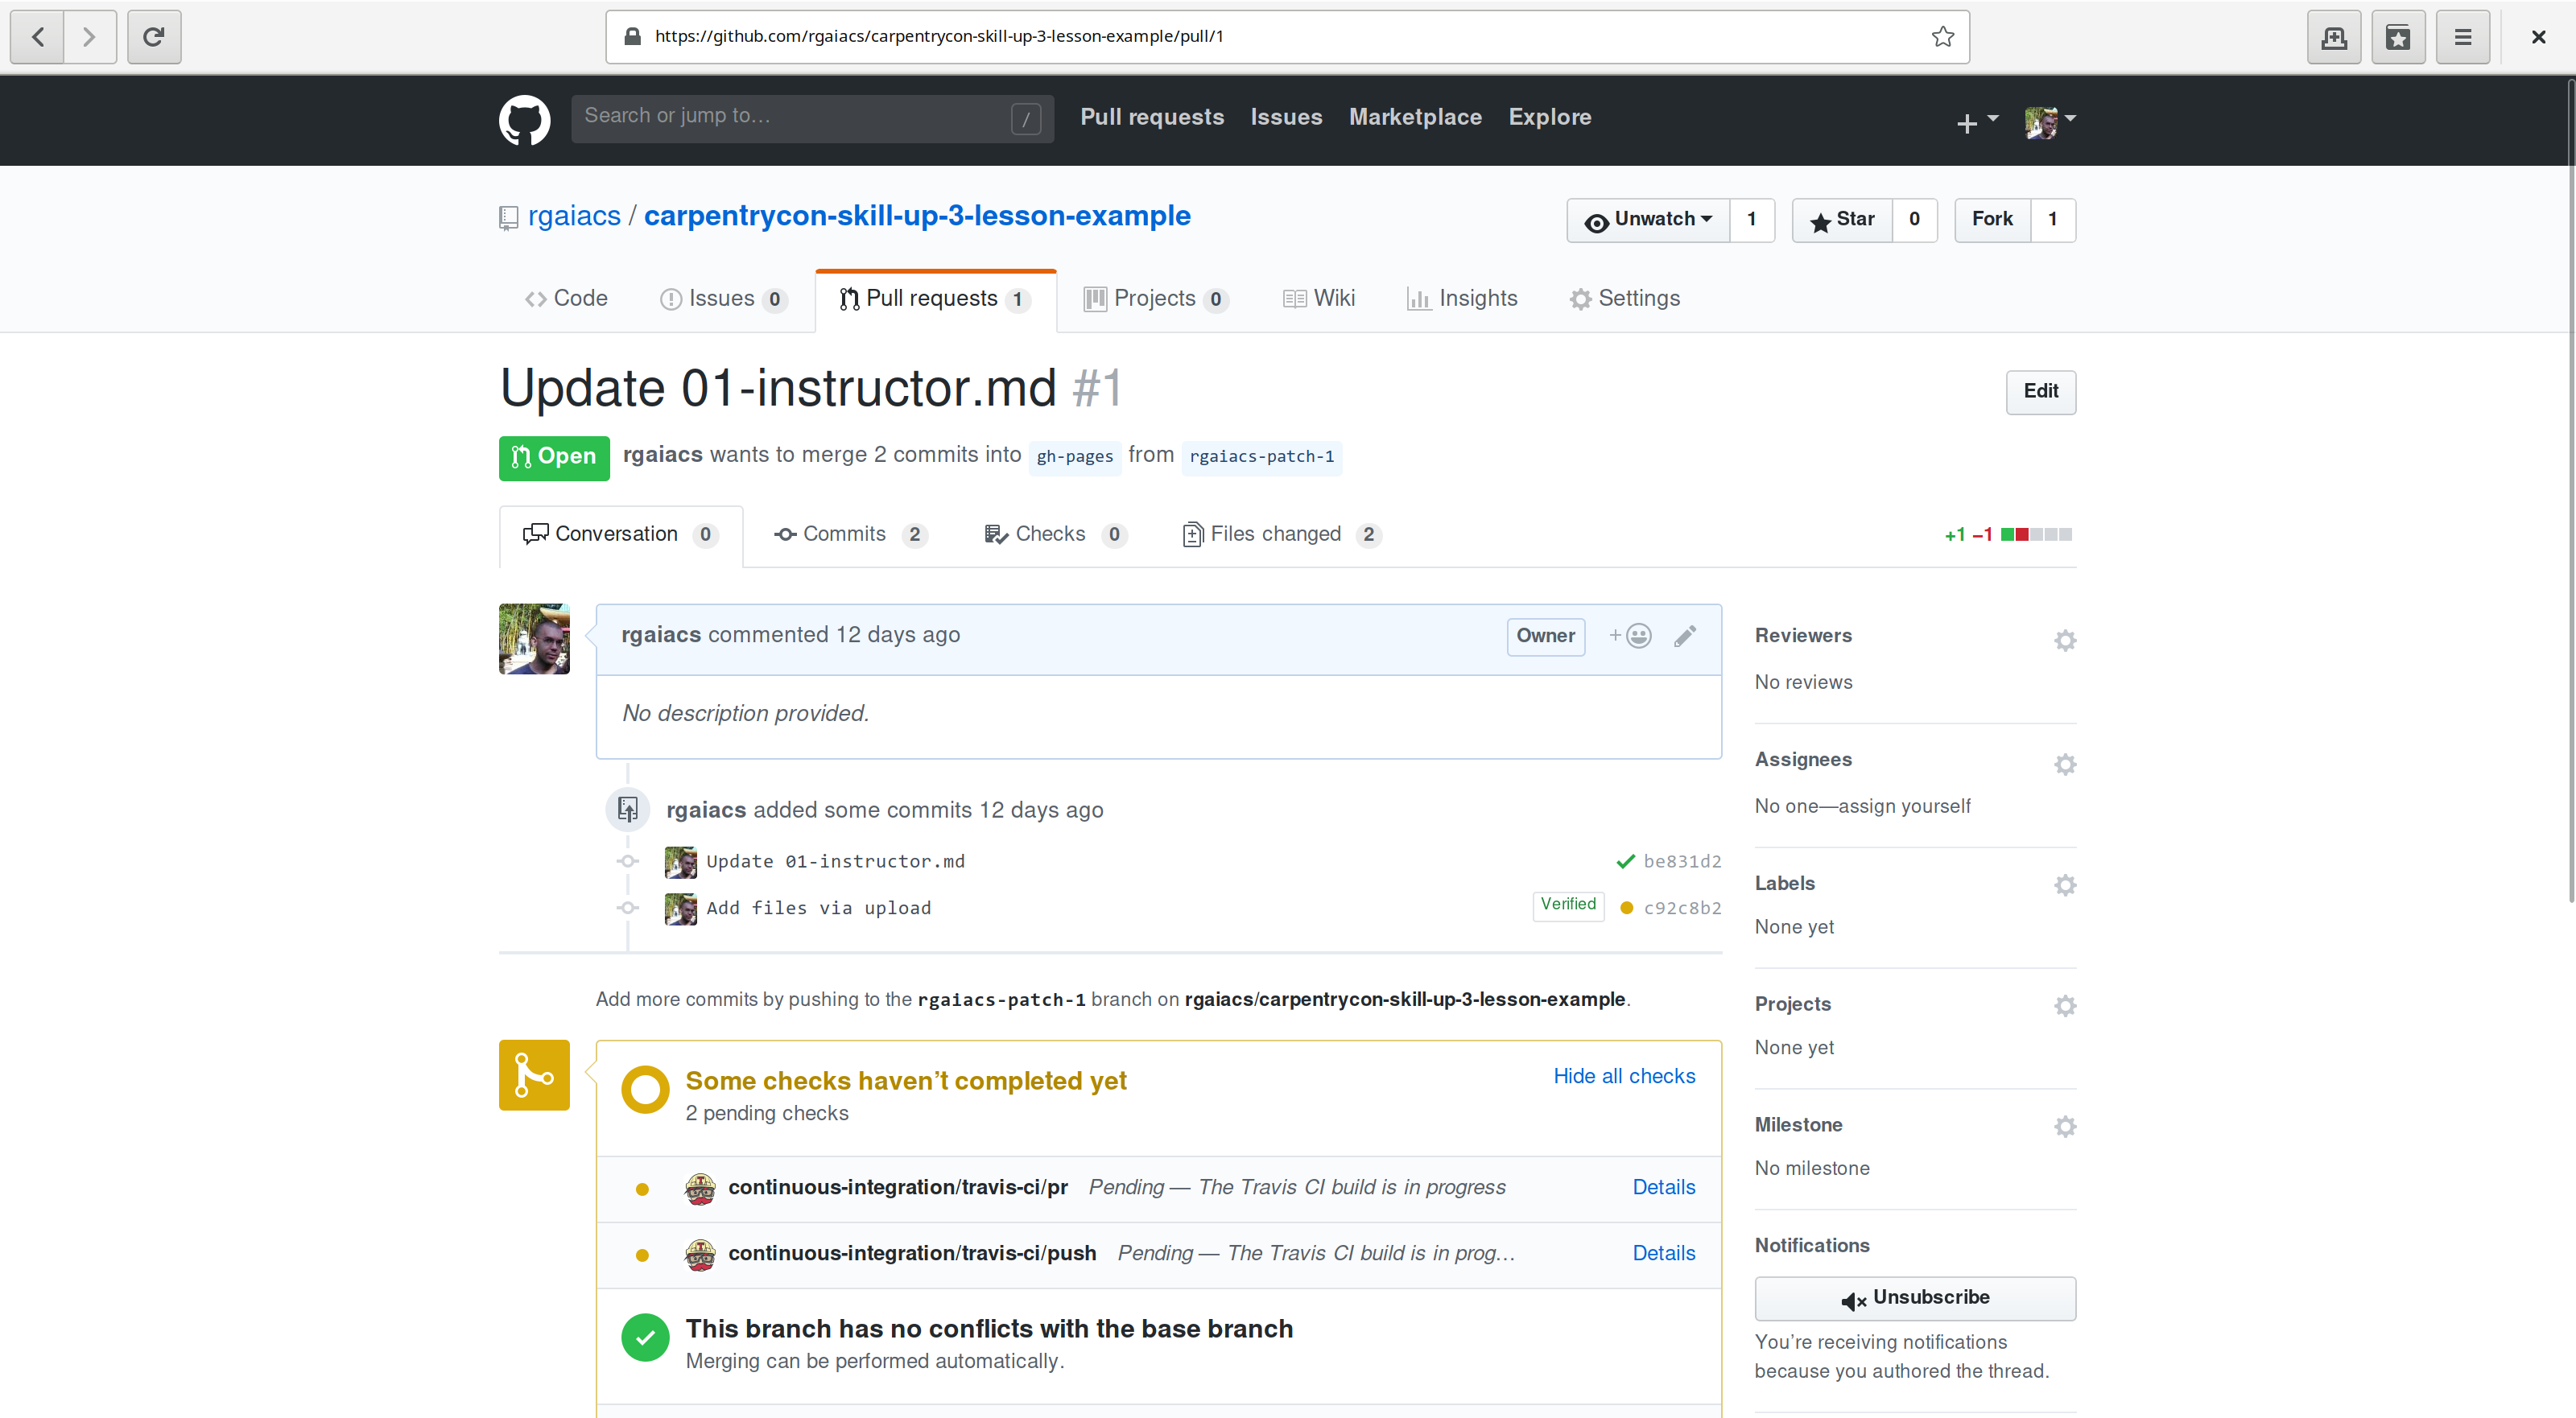 https://github.com/rgaiacs/carpentrycon-skill-up-3-lesson-example/pull/1
Search or jump to… /
Pull requests Issues Marketplace Explore
rgaiacs / carpentrycon-skill-up-3-lesson-example
Unwatch 1 Star 0 Fork 1
Code Issues 0 Pull requests 1 Projects 0 Wiki Insights Settings
Update 01-instructor.md #1
Edit
Open rgaiacs wants to merge 2 commits into gh-pages from rgaiacs-patch-1
Conversation 0 Commits 2 Checks 0 Files changed 2 +1 −1
rgaiacs commented 12 days ago Owner
No description provided.
rgaiacs added some commits 12 days ago
Update 01-instructor.md be831d2
Add files via upload Verified c92c8b2
Add more commits by pushing to the rgaiacs-patch-1 branch on rgaiacs/carpentrycon-skill-up-3-lesson-example.
Some checks haven’t completed yet Hide all checks
2 pending checks
continuous-integration/travis-ci/pr Pending — The Travis CI build is in progress Details
continuous-integration/travis-ci/push Pending — The Travis CI build is in prog… Details
This branch has no conflicts with the base branch
Merging can be performed automatically.
Reviewers
No reviews
Assignees
No one—assign yourself
Labels
None yet
Projects
None yet
Milestone
No milestone
Notifications
Unsubscribe
You’re receiving notifications
because you authored the thread.